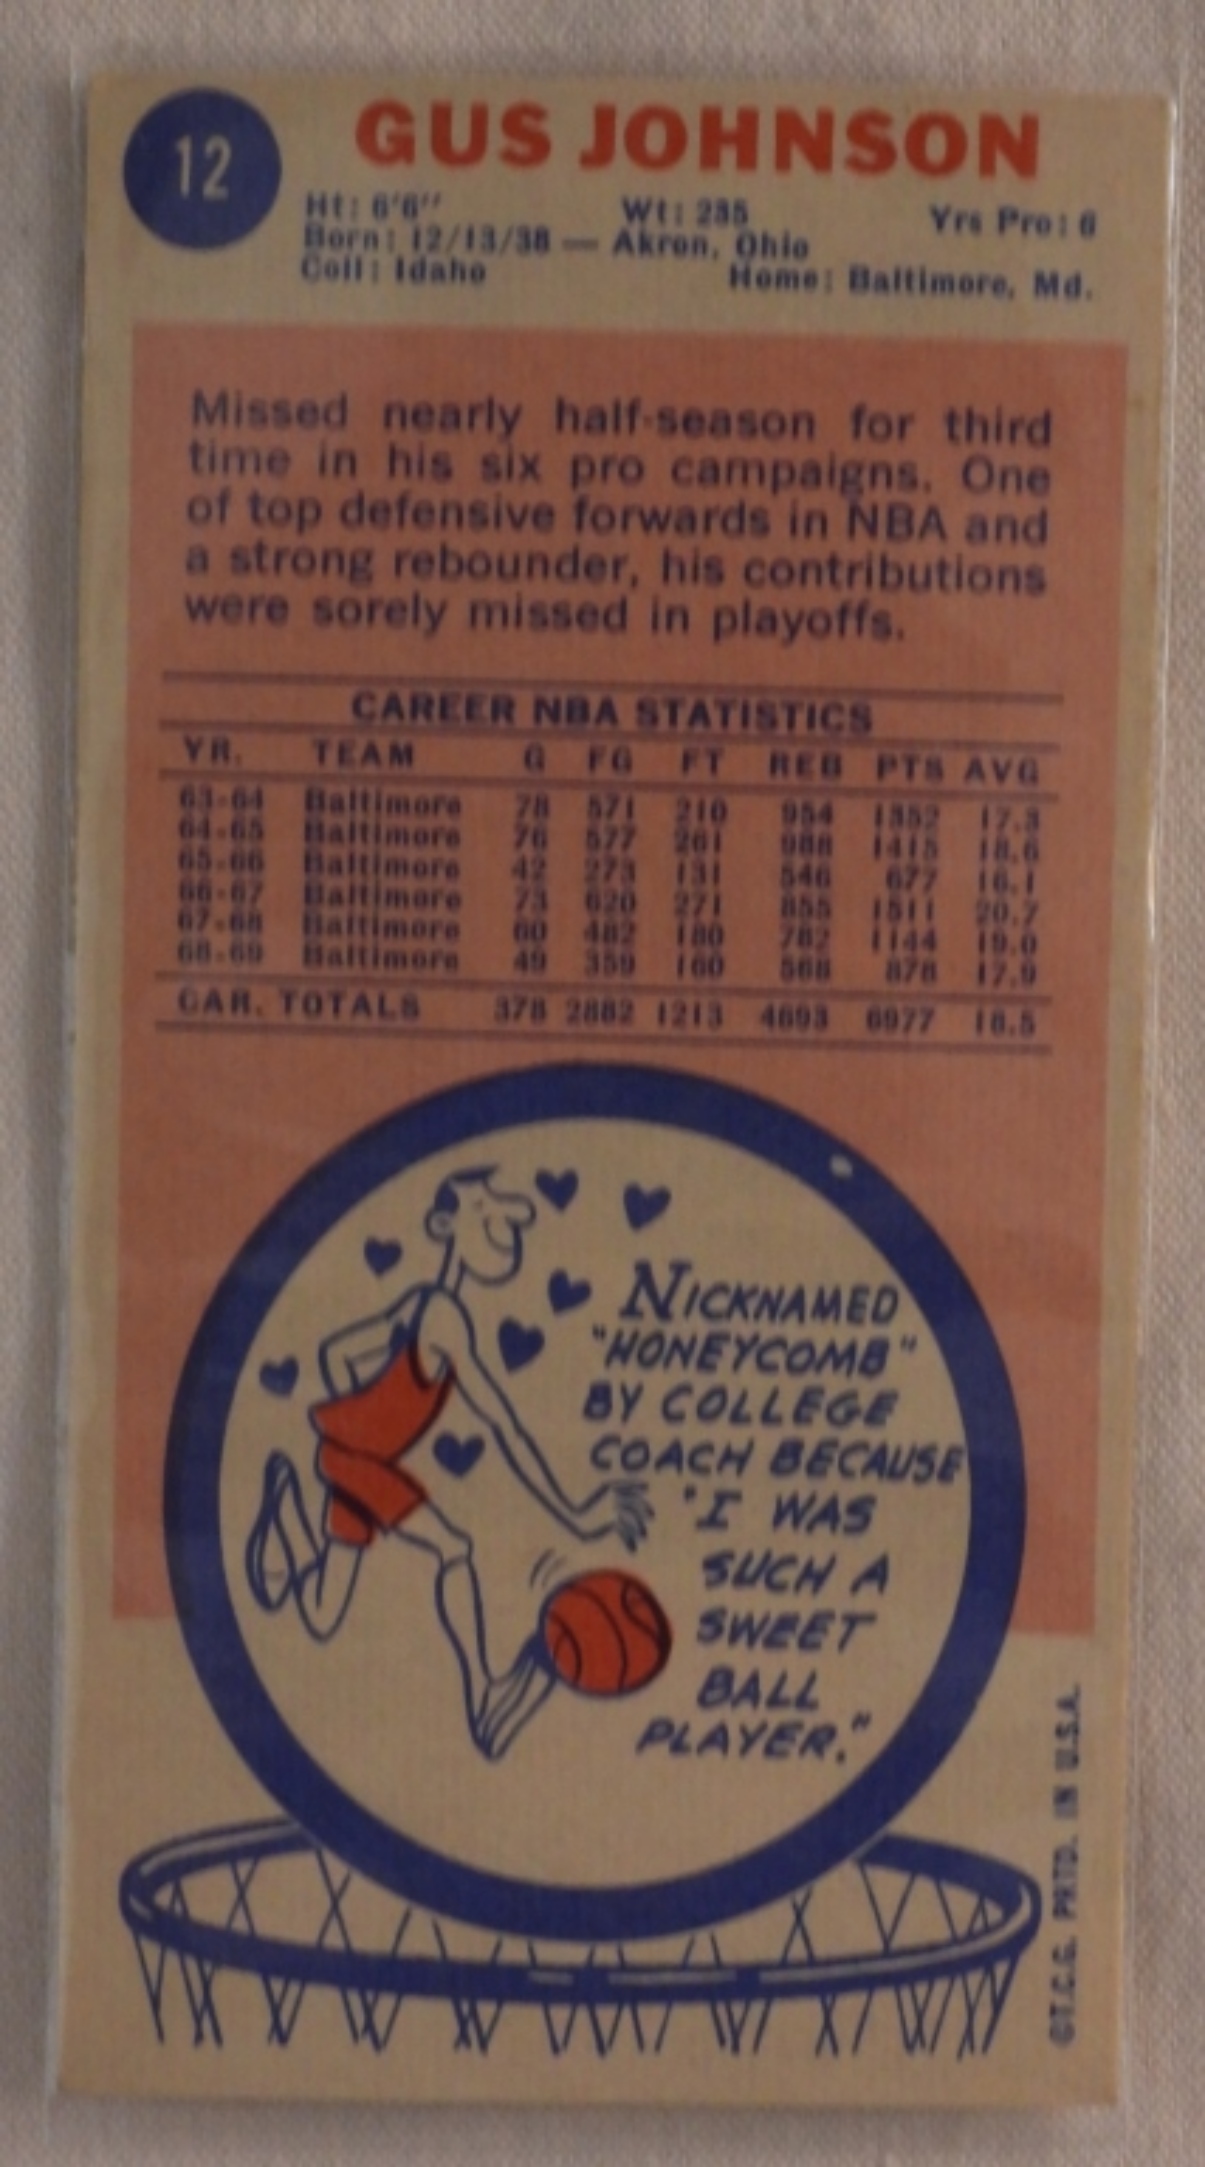 12
GUS JOHNSON
Ht: 6'6" Wt: 235 Yrs Pro: 6
Born: 12/13/38 — Akron, Ohio
Coll: Idaho Home: Baltimore, Md.
Missed nearly half-season for third
time in his six pro campaigns. One
of top defensive forwards in NBA and
a strong rebounder, his contributions
were sorely missed in playoffs.
CAREER NBA STATISTICS
YR. TEAM G FG FT REB PTS AVG
63-64 Baltimore 78 571 210 954 1352 17.3
64-65 Baltimore 76 577 261 988 1415 18.6
65-66 Baltimore 42 273 131 546 677 16.1
66-67 Baltimore 73 620 271 855 1511 20.7
67-68 Baltimore 60 482 180 782 1144 19.0
68-69 Baltimore 49 359 160 568 878 17.9
CAR. TOTALS 378 2882 1213 4693 6977 18.5
NICKNAMED
"HONEYCOMB"
BY COLLEGE
COACH BECAUSE
"I WAS
SUCH A
SWEET
BALL
PLAYER."
©T.C.G. PRTD. IN U.S.A.